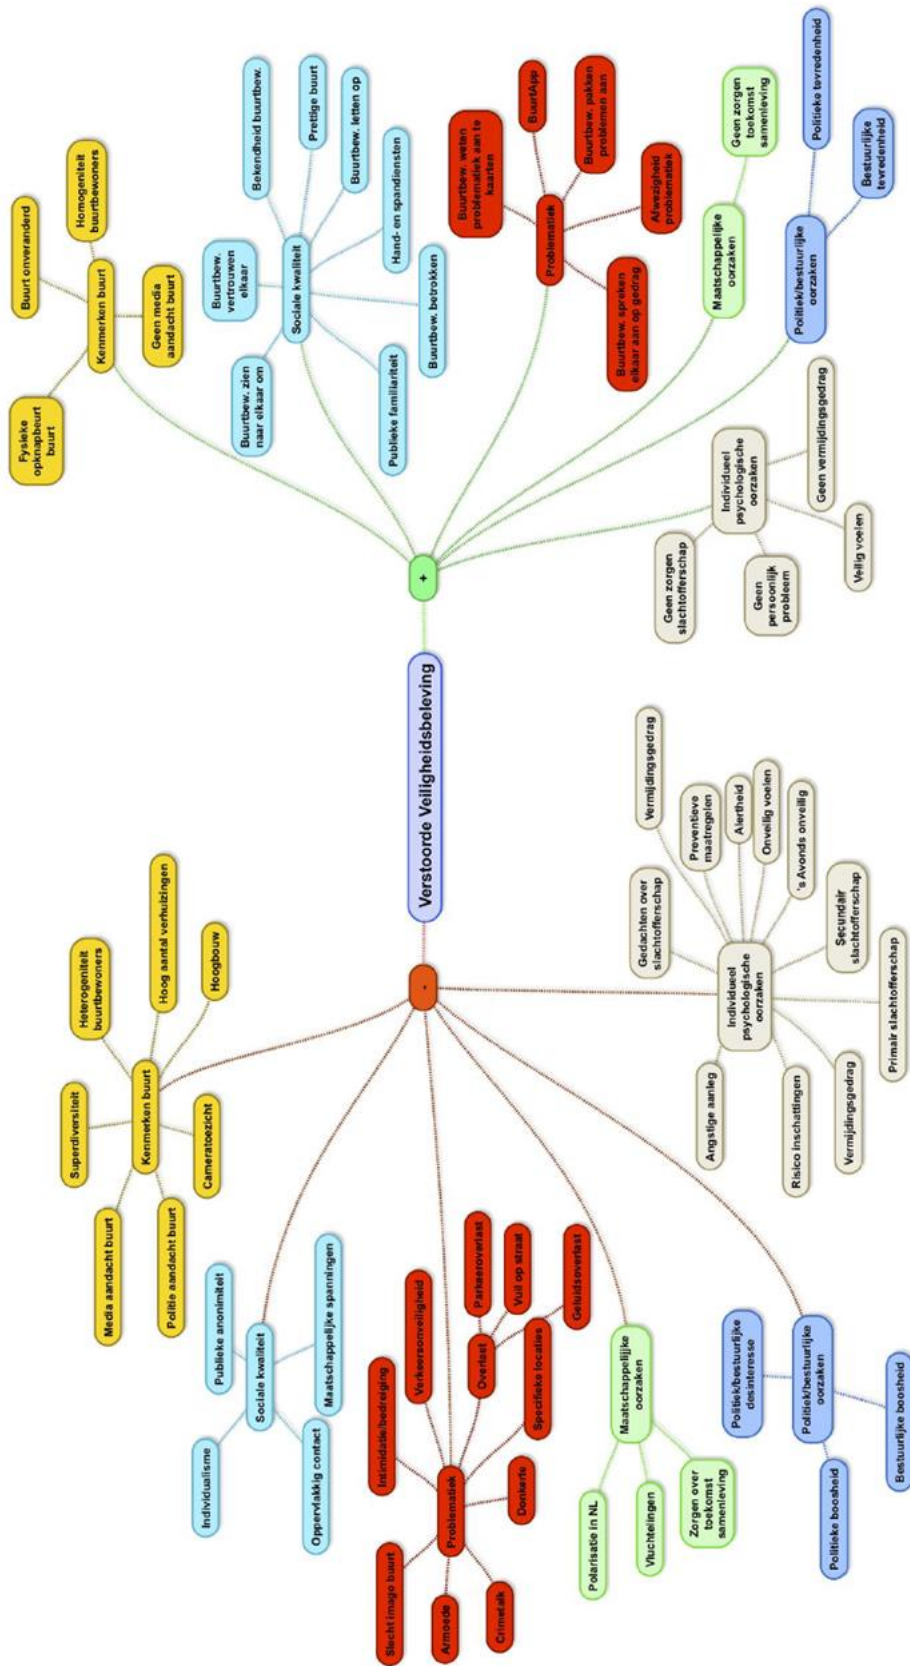 Verstoorde Veiligheidsbeleving
-
Kenmerken buurt
Media aandacht buurt
Superdiversiteit
Heterogeniteit
buurtbewoners
Hoog aantal verhuizingen
Hoogbouw
Cameratoezicht
Politie aandacht buurt
Sociale kwaliteit
Individualisme
Publieke anonimiteit
Maatschappelijke spanningen
Oppervlakkig contact
Problematiek
Slecht imago buurt
Intimidatie/bedreiging
Verkeersonveiligheid
Overlast
Parkeeroverlast
Vuil op straat
Geluidsoverlast
Specifieke locaties
Donkerte
Crimetalk
Armoede
Maatschappelijjke
oorzaken
Polarisatie in NL
Vluchtelingen
Zorgen over
toekomst
samenleving
Politiek/bestuurlijke
oorzaken
Politiek/bestuurlijke
desinteresse
Politieke boosheid
Bestuurlijke boosheid
Individueel
psychologische
oorzaken
Angstige aanleg
Gedachten over
slachtofferschap
Vermijdingsgedrag
Preventieve
maatregelen
Alertheid
Onveilig voelen
's Avonds onveilig
Secundair
slachtofferschap
Primair slachtofferschap
Vermijdingsgedrag
Risico inschattingen
+
Kenmerken buurt
Fysieke
opknapbeurt
buurt
Buurt onveranderd
Homogeniteit
buurtbewoners
Geen media
aandacht buurt
Sociale kwaliteit
Buurtbew. zien
naar elkaar om
Buurtbew.
vertrouwen
elkaar
Bekendheid buurtbew.
Prettige buurt
Buurtbew. letten op
Hand- en spandiensten
Buurtbew. betrokken
Publieke familiariteit
Problematiek
Buurtbew. weten
problematiek aan te
kaarten
BuurtApp
Buurtbew. pakken
problemen aan
Afwezigheid
problematiek
Buurtbew. spreken
elkaar aan op gedrag
Maatschappelijke
oorzaken
Geen zorgen
toekomst
samenleving
Politiek/bestuurlijke
oorzaken
Politieke tevredenheid
Bestuurlijke
tevredenheid
Individueel
psychologische
oorzaken
Geen zorgen
slachtofferschap
Geen
persoonlijk
probleem
Veilig voelen
Geen vermijdingsgedrag